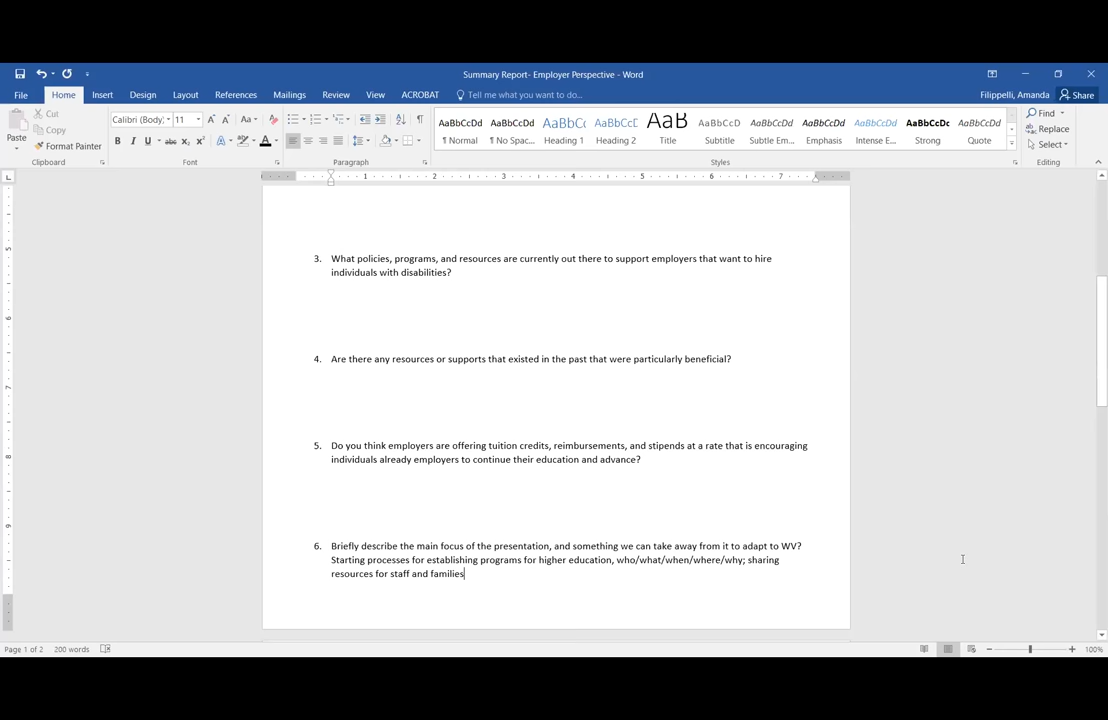 Summary Report- Employer Perspective - Word
File Home Insert Design Layout References Mailings Review View ACROBAT Tell me what you want to do... Filippelli, Amanda Share
Paste
Cut
Copy
Format Painter
Clipboard
Calibri (Body) 11
Font
Paragraph
AaBbCcDd AaBbCcDd AaBbCc AaBbCcE AaB AaBbCcD AaBbCcDd AaBbCcDd AaBbCcDd AaBbCcDc AaBbCcDd
¶ Normal ¶ No Spac... Heading 1 Heading 2 Title Subtitle Subtle Em... Emphasis Intense E... Strong Quote
Styles
Find
Replace
Select
Editing
1 2 3 4 5 6 7
3. What policies, programs, and resources are currently out there to support employers that want to hire
individuals with disabilities?
4. Are there any resources or supports that existed in the past that were particularly beneficial?
5. Do you think employers are offering tuition credits, reimbursements, and stipends at a rate that is encouraging
individuals already employers to continue their education and advance?
6. Briefly describe the main focus of the presentation, and something we can take away from it to adapt to WV?
Starting processes for establishing programs for higher education, who/what/when/where/why; sharing
resources for staff and families
Page 1 of 2 200 words 100%